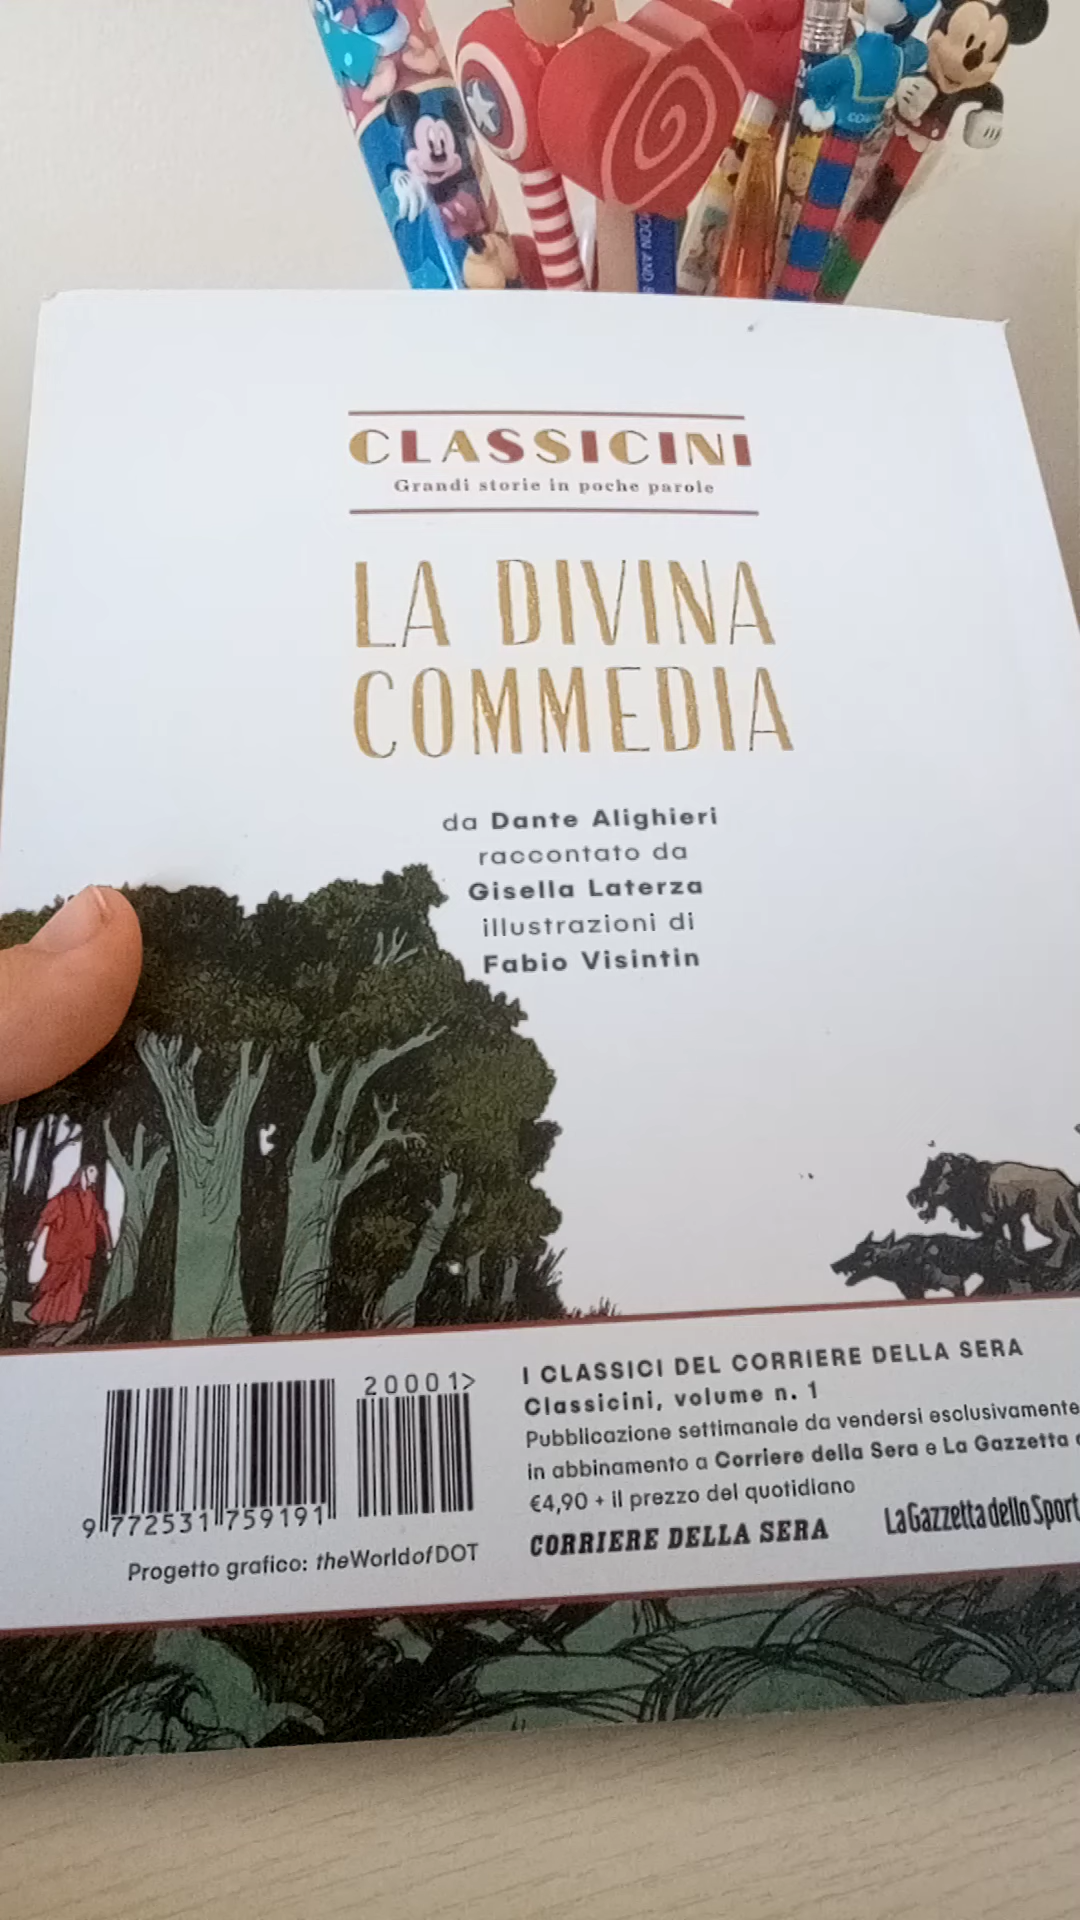 CLASSICINI
Grandi storie in poche parole
LA DIVINA
COMMEDIA
da Dante Alighieri
raccontato da
Gisella Laterza
illustrazioni di
Fabio Visintin
20001>
9 772531 759191
Progetto grafico: theWorldofDOT
I CLASSICI DEL CORRIERE DELLA SERA
Classicini, volume n. 1
Pubblicazione settimanale da vendersi esclusivamente
in abbinamento a Corriere della Sera e La Gazzetta
€4,90 + il prezzo del quotidiano
CORRIERE DELLA SERA
La Gazzetta dello Sport